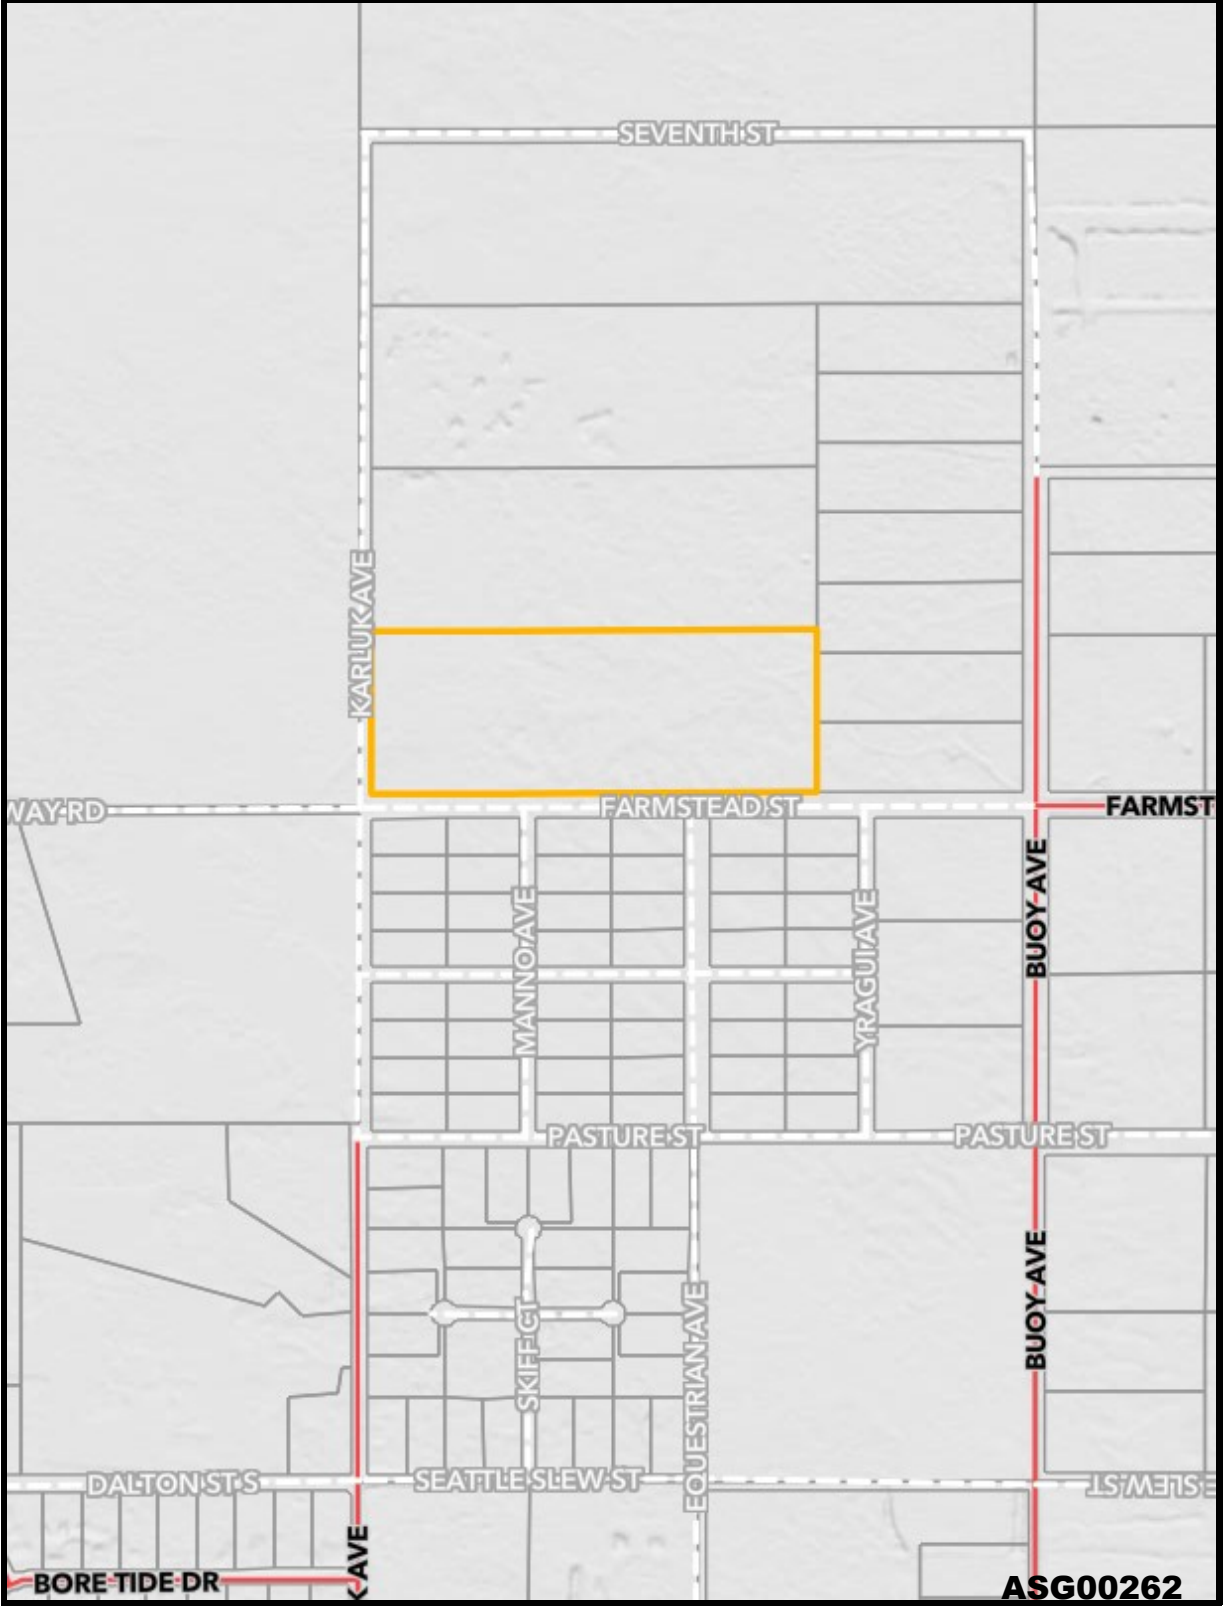 SEVENTH ST
KARLUK AVE
WAY RD
FARMSTEAD ST
FARMST
MANNO AVE
YRAGUI AVE
BUOY AVE
PASTURE ST
PASTURE ST
SKIFF CT
EQUESTRIAN AVE
BUOY AVE
DALTON ST S
SEATTLE SLEW ST
E SLEW ST
K AVE
BORE TIDE DR
ASG00262